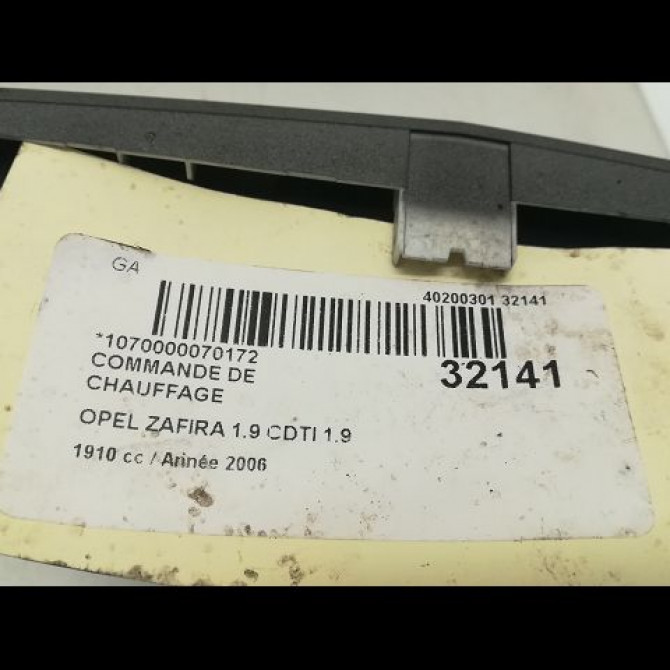 GA
40200301 32141
*1070000070172
32141
COMMANDE DE
CHAUFFAGE
OPEL ZAFIRA 1.9 CDTI 1.9
1910 cc / Année 2006